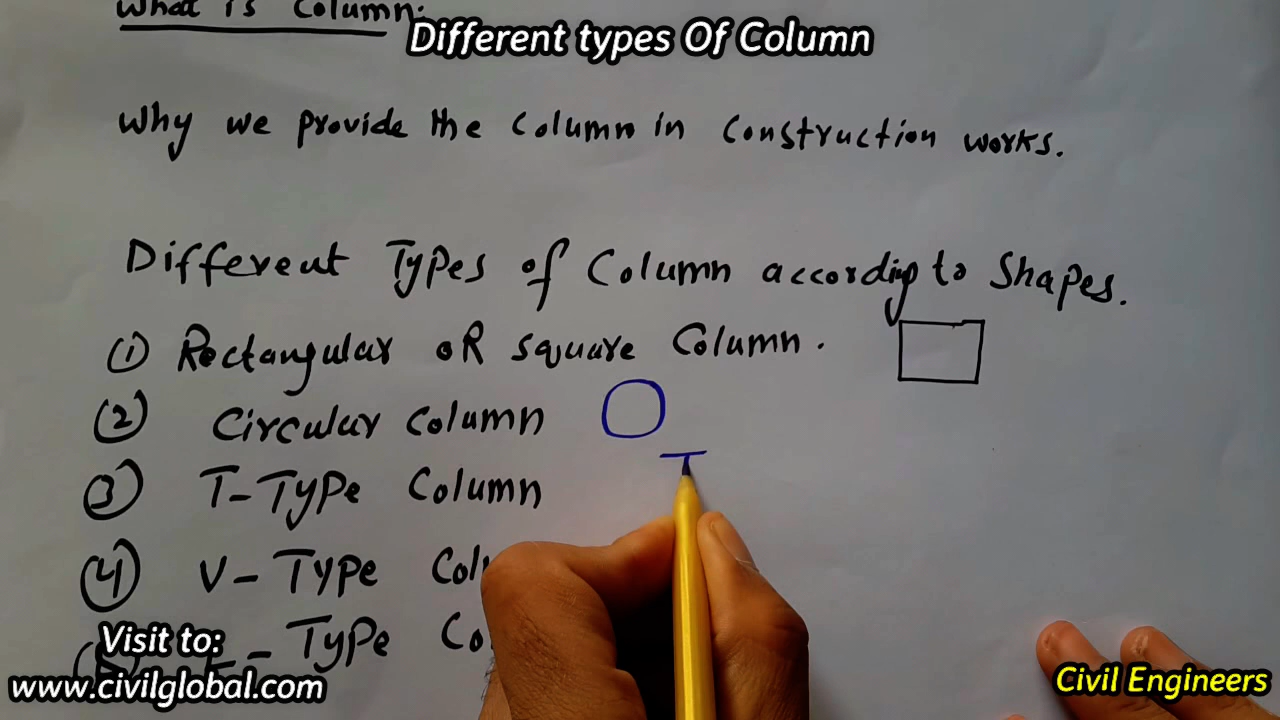 What is Column:
Different types Of Column
Why we provide the Column in Construction works.
Different Types of Column according to Shapes.
(1) Rectangular oR square Column.
(2) Circular Column
(3) T-Type Column
(4) V-Type Col
Type Co
Visit to:
www.civilglobal.com
Civil Engineers